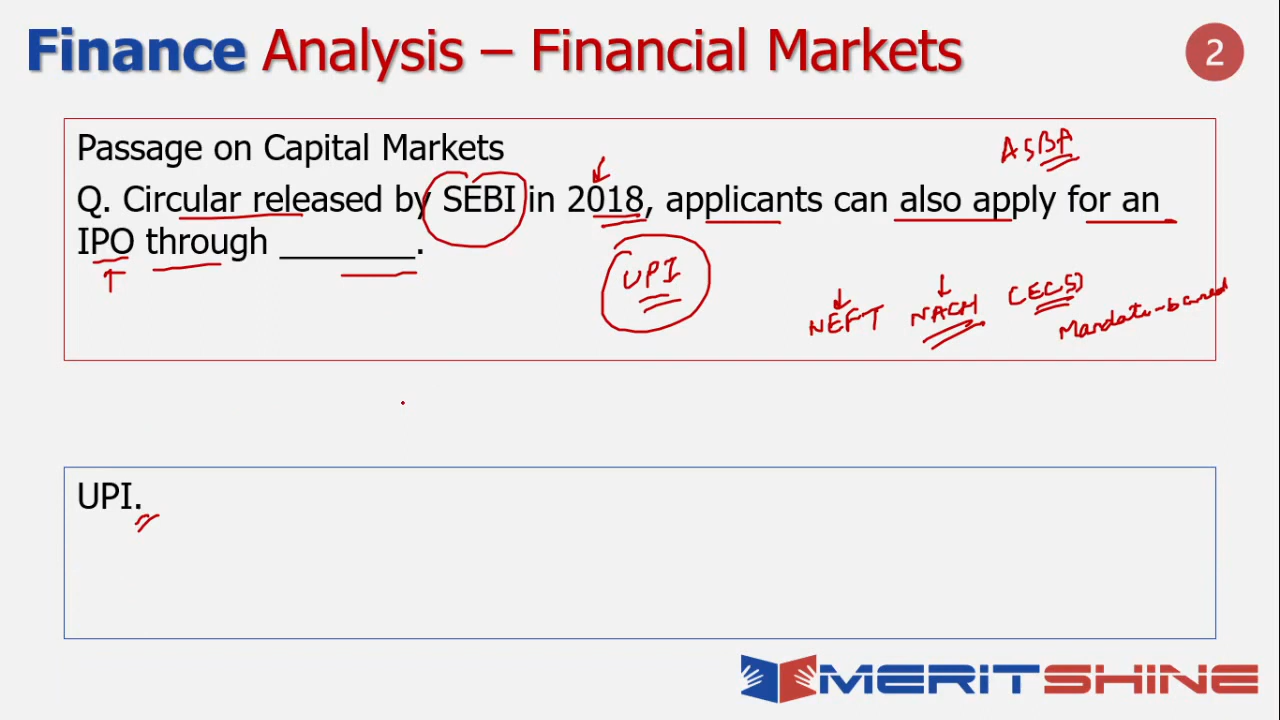 Finance Analysis – Financial Markets
2
Passage on Capital Markets
ASBA
Q. Circular released by SEBI in 2018, applicants can also apply for an
IPO through ________.
UPI
NEFT NACH (ECS)
Mandate-based
UPI.
MERITSHINE